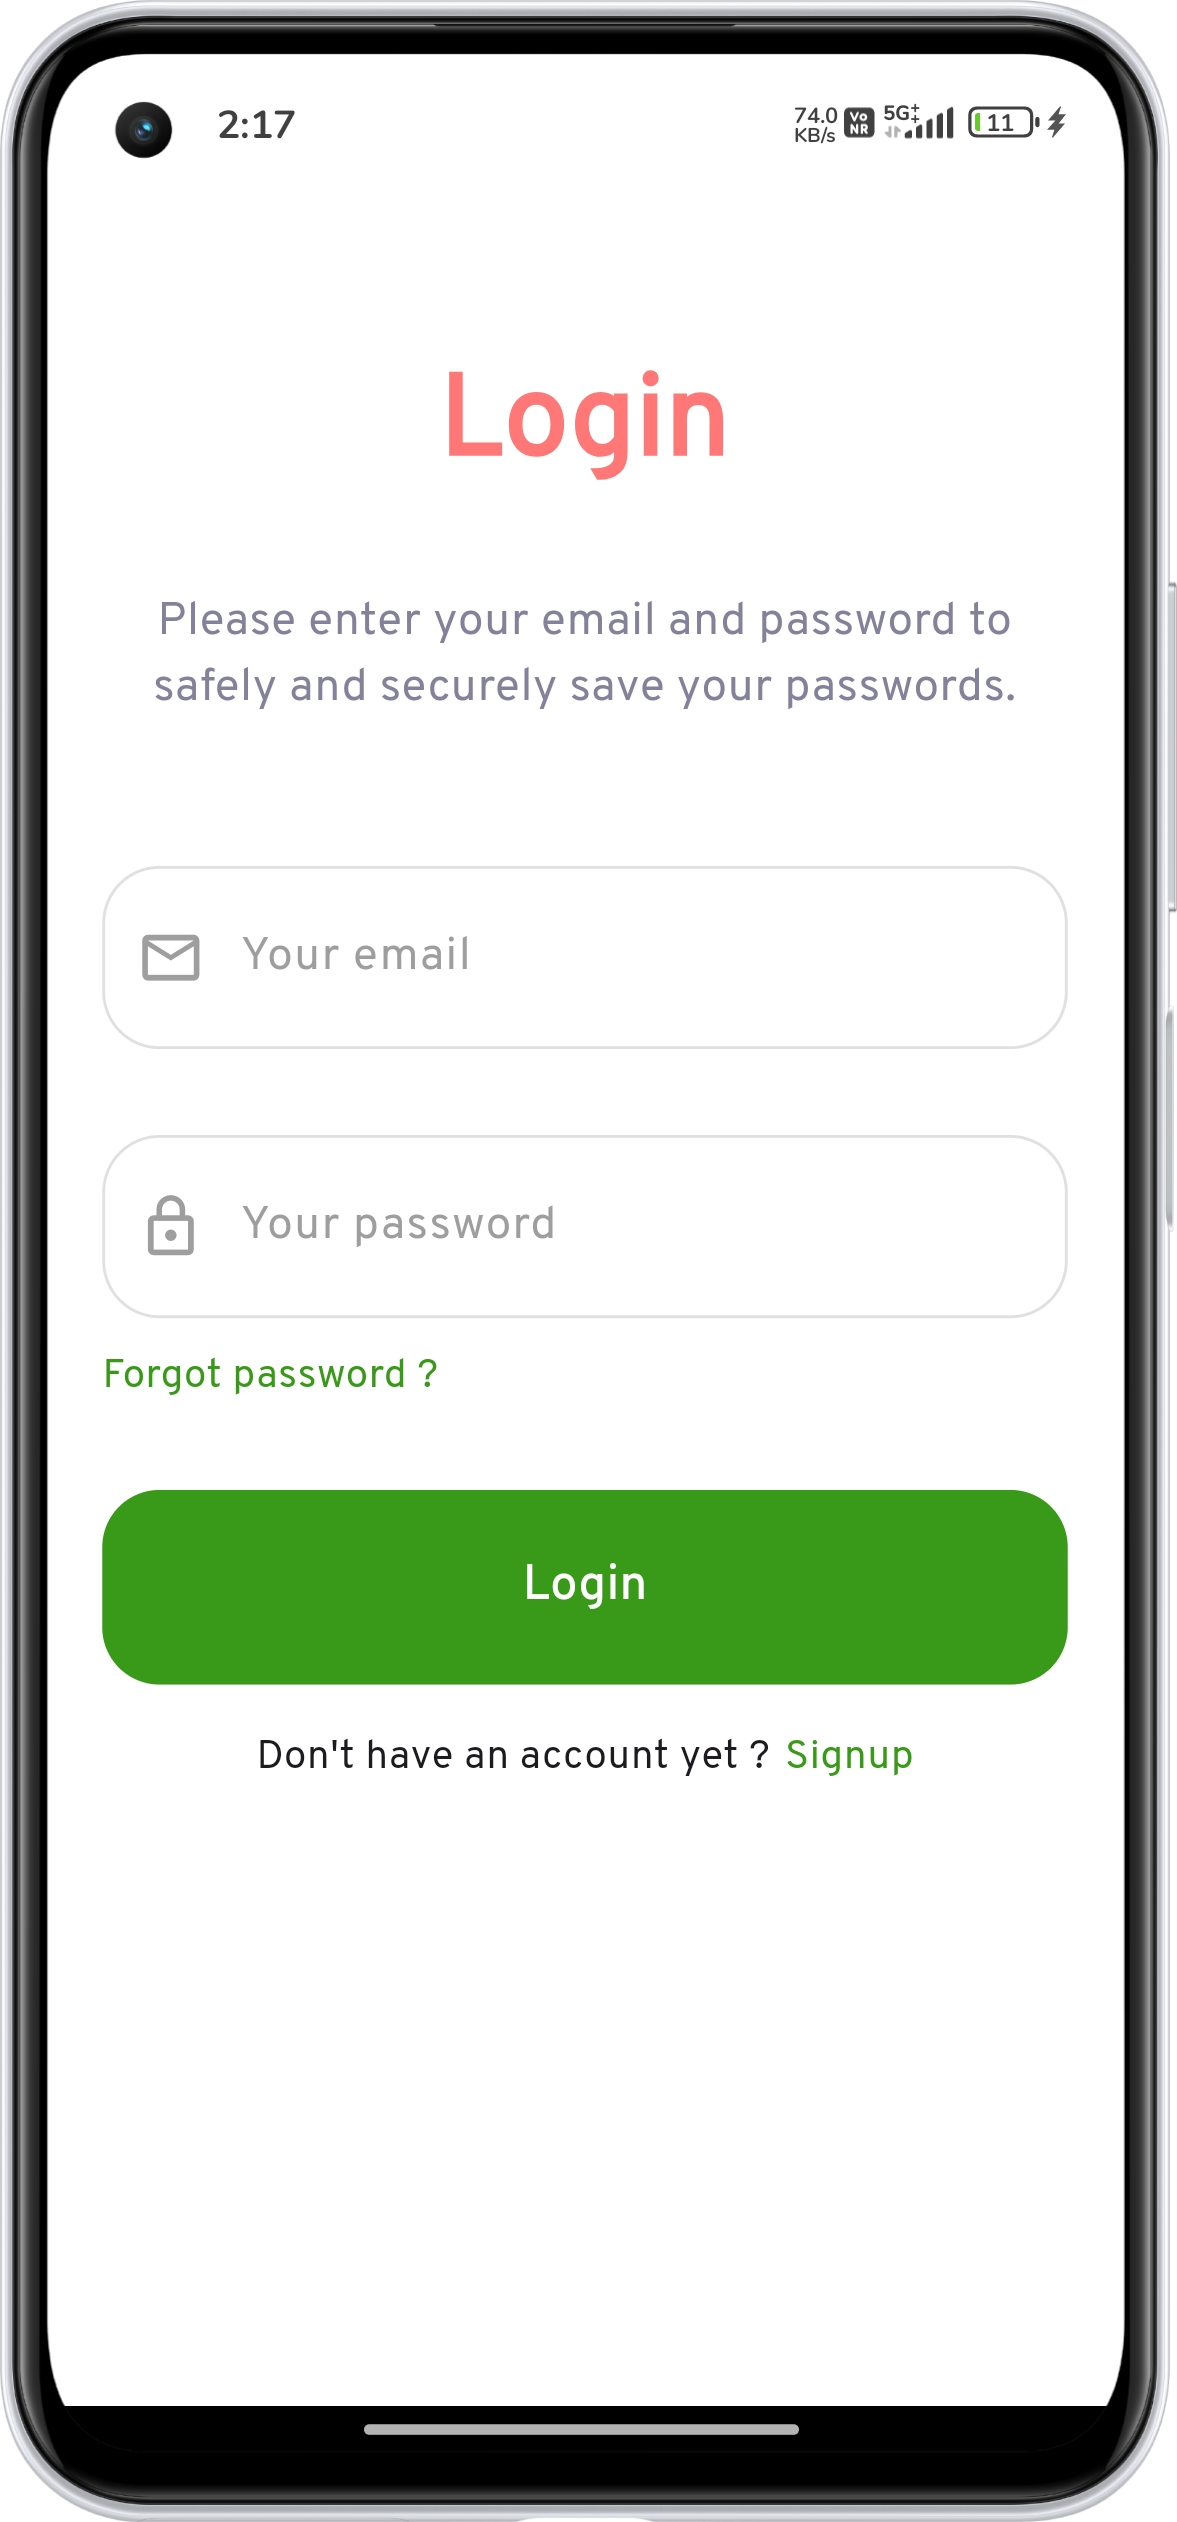 2:17
74.0
KB/s
Vo
NR
5G‡
11
Login
Please enter your email and password to
safely and securely save your passwords.
Your email
Your password
Forgot password ?
Login
Don't have an account yet ? Signup